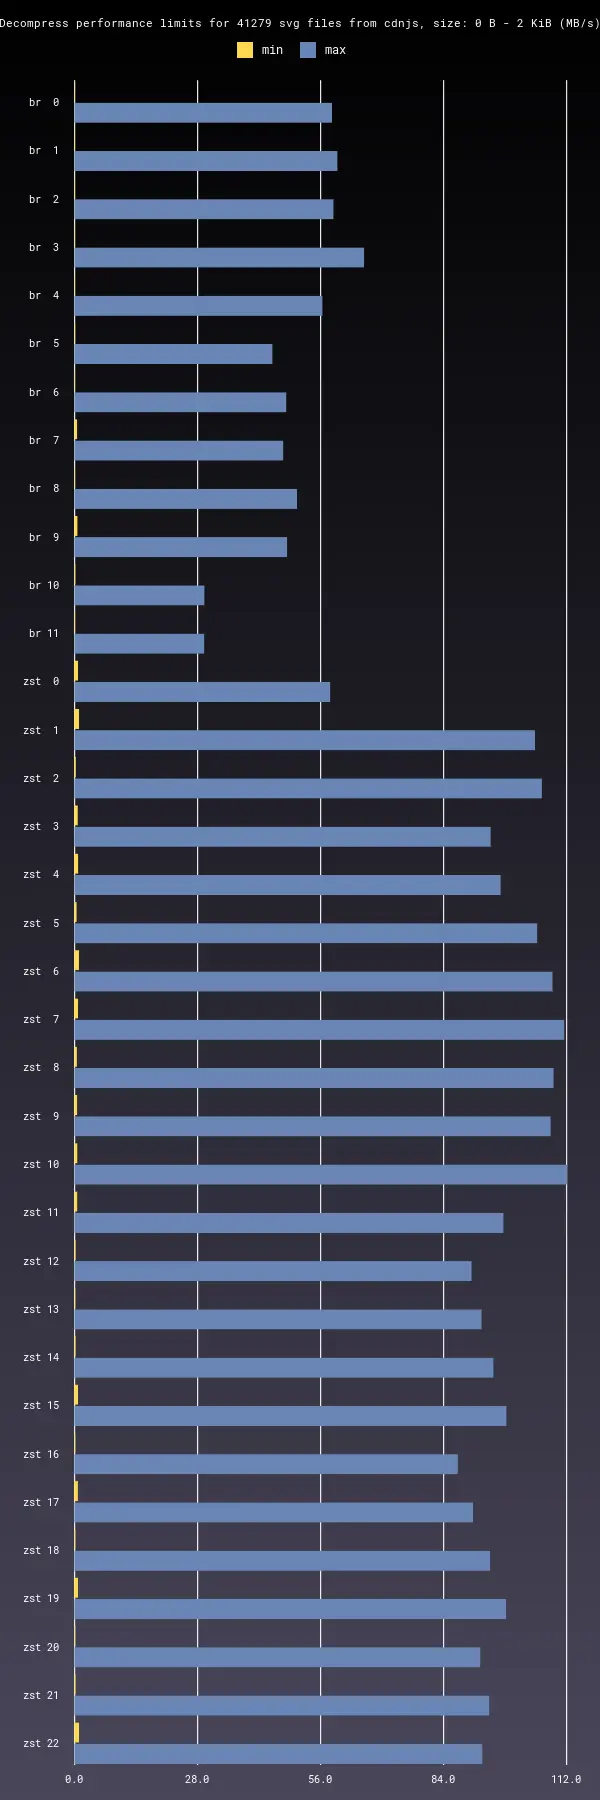 Decompress performance limits for 41279 svg files from cdnjs, size: 0 B - 2 KiB (MB/s)
min max
br 0
br 1
br 2
br 3
br 4
br 5
br 6
br 7
br 8
br 9
br 10
br 11
zst 0
zst 1
zst 2
zst 3
zst 4
zst 5
zst 6
zst 7
zst 8
zst 9
zst 10
zst 11
zst 12
zst 13
zst 14
zst 15
zst 16
zst 17
zst 18
zst 19
zst 20
zst 21
zst 22
0.0 28.0 56.0 84.0 112.0